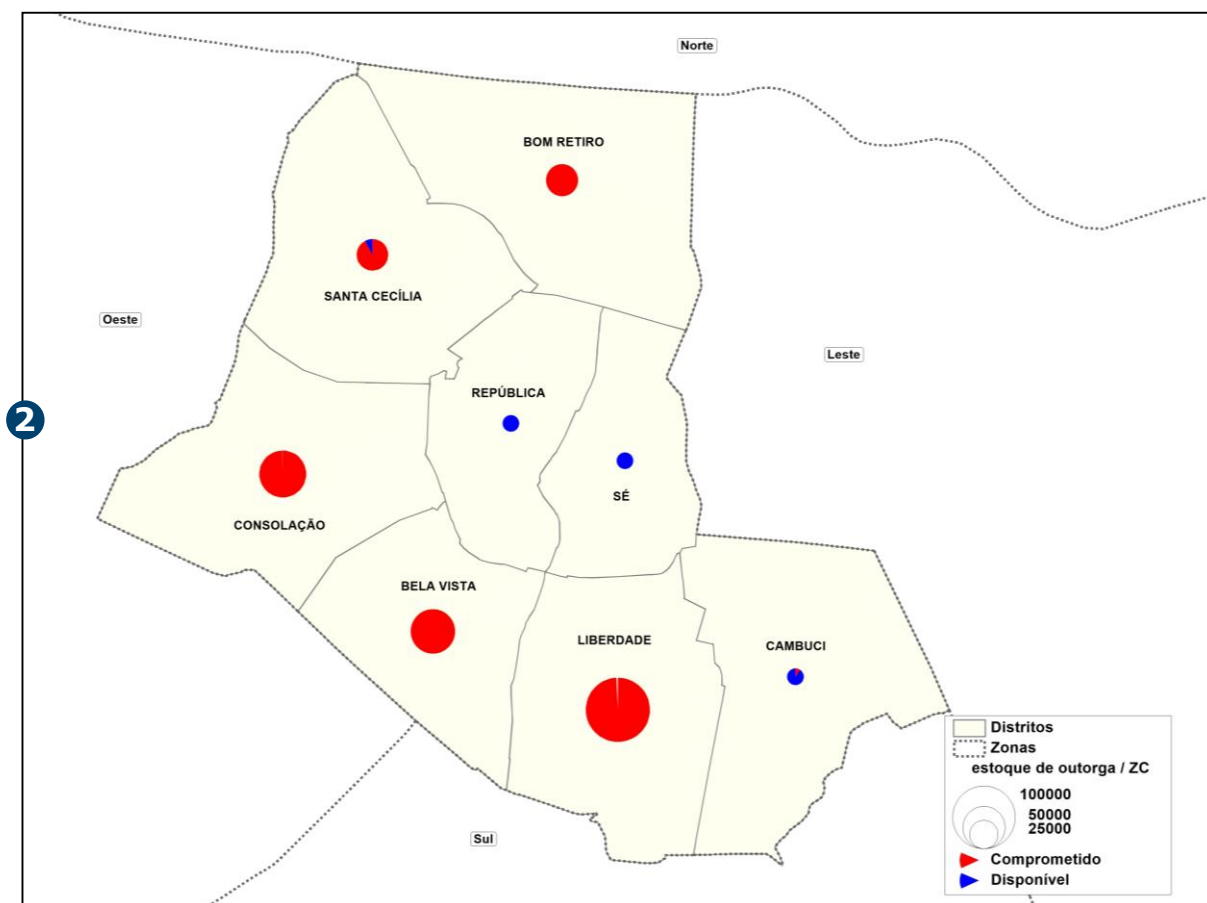 Norte
BOM RETIRO
SANTA CECÍLIA
Oeste
Leste
REPÚBLICA
2
SÉ
CONSOLAÇÃO
BELA VISTA
LIBERDADE
CAMBUCI
Sul
Distritos
Zonas
estoque de outorga / ZC
100000
50000
25000
Comprometido
Disponível